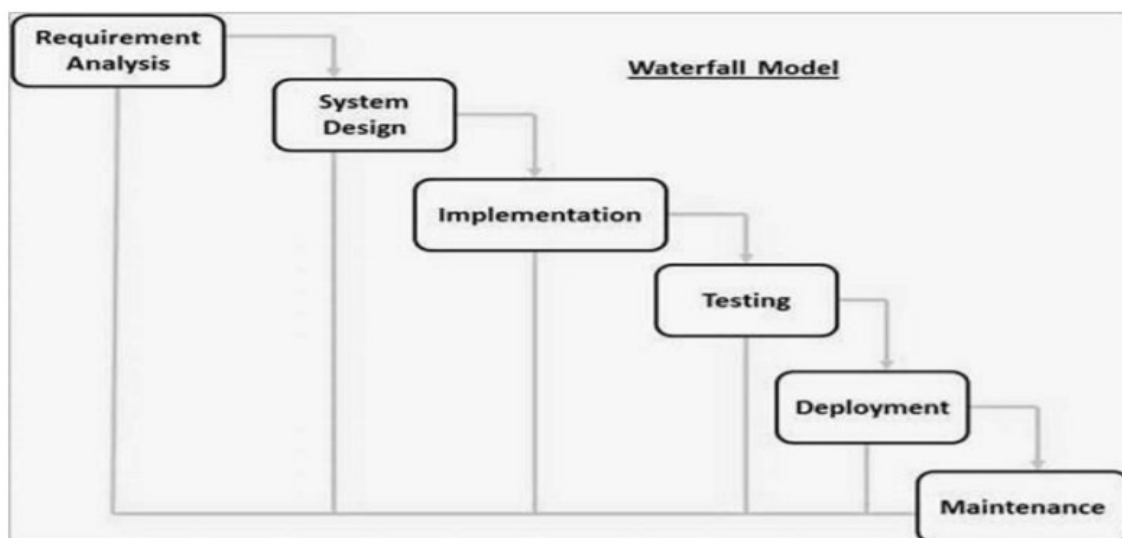 Requirement
Analysis
Waterfall Model
System
Design
Implementation
Testing
Deployment
Maintenance